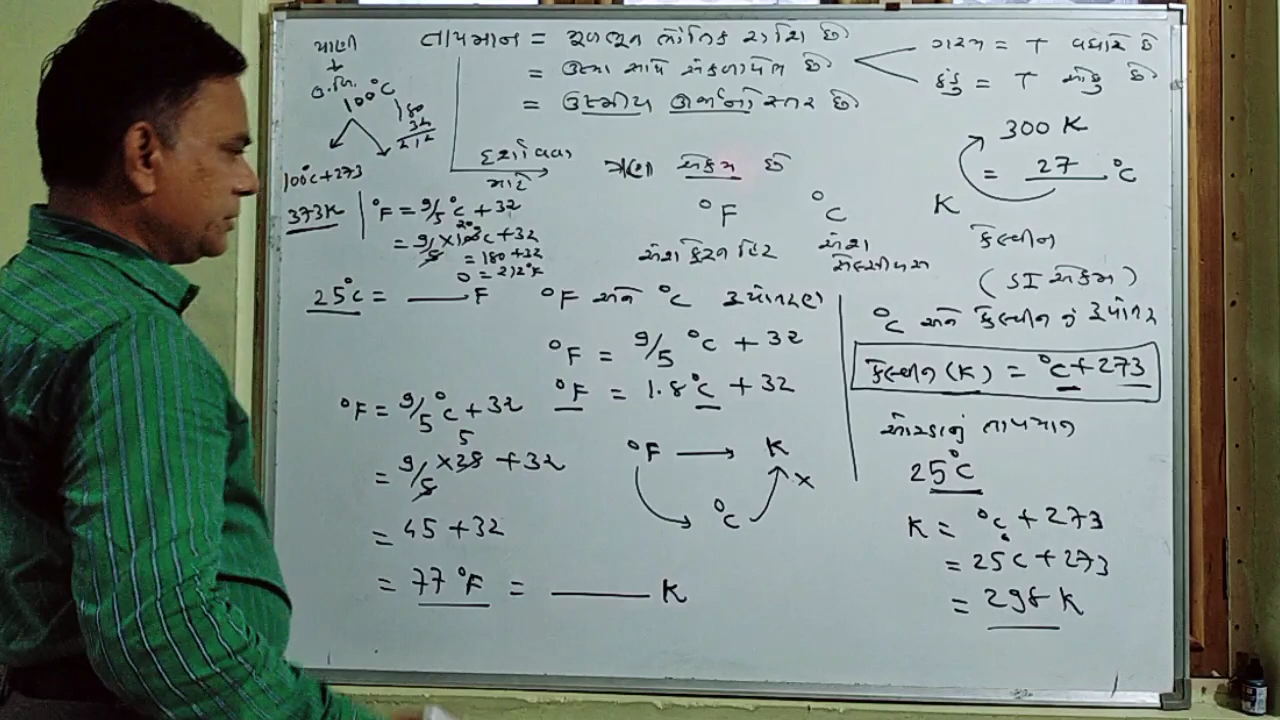 તાપમાન = મૂળભૂત ભૌતિક રાશિ છે
= ઉષ્મા સાથે સંકળાયેલ છે
= ઉષ્મીય ઊર્જાનો સ્તર છે
ગરમ = T વધારે છે
ઠંડુ = T ઓછું છે
પાણી
↓
ઉ.બિં.
100°C
180
32
212
100°C+273
373K
દર્શાવવા
માટે
ત્રણ એકમ છે
°F °C K
અંશ ફેરનહિટ
અંશ
સેલ્સીયસ
કેલ્વીન
(SI એકમ)
300 K
= 27 °C
°F = 9/5 °C + 32
= 9/5 × 100 + 32
= 180 + 32
= 212°F
25°C = ____ F
°F = 9/5 °C + 32
= 9/5 × 25 + 32
= 45 + 32
= 77 °F = ____ K
°F અને °C રૂપાંતરણ
°F = 9/5 °C + 32
°F = 1.8°C + 32
°F → K
°C
x
°C અને કેલ્વીન નું રૂપાંતર
કેલ્વીન (K) = °C + 273
ઓરડાનું તાપમાન
25°C
K = °C + 273
= 25°C + 273
= 298 K